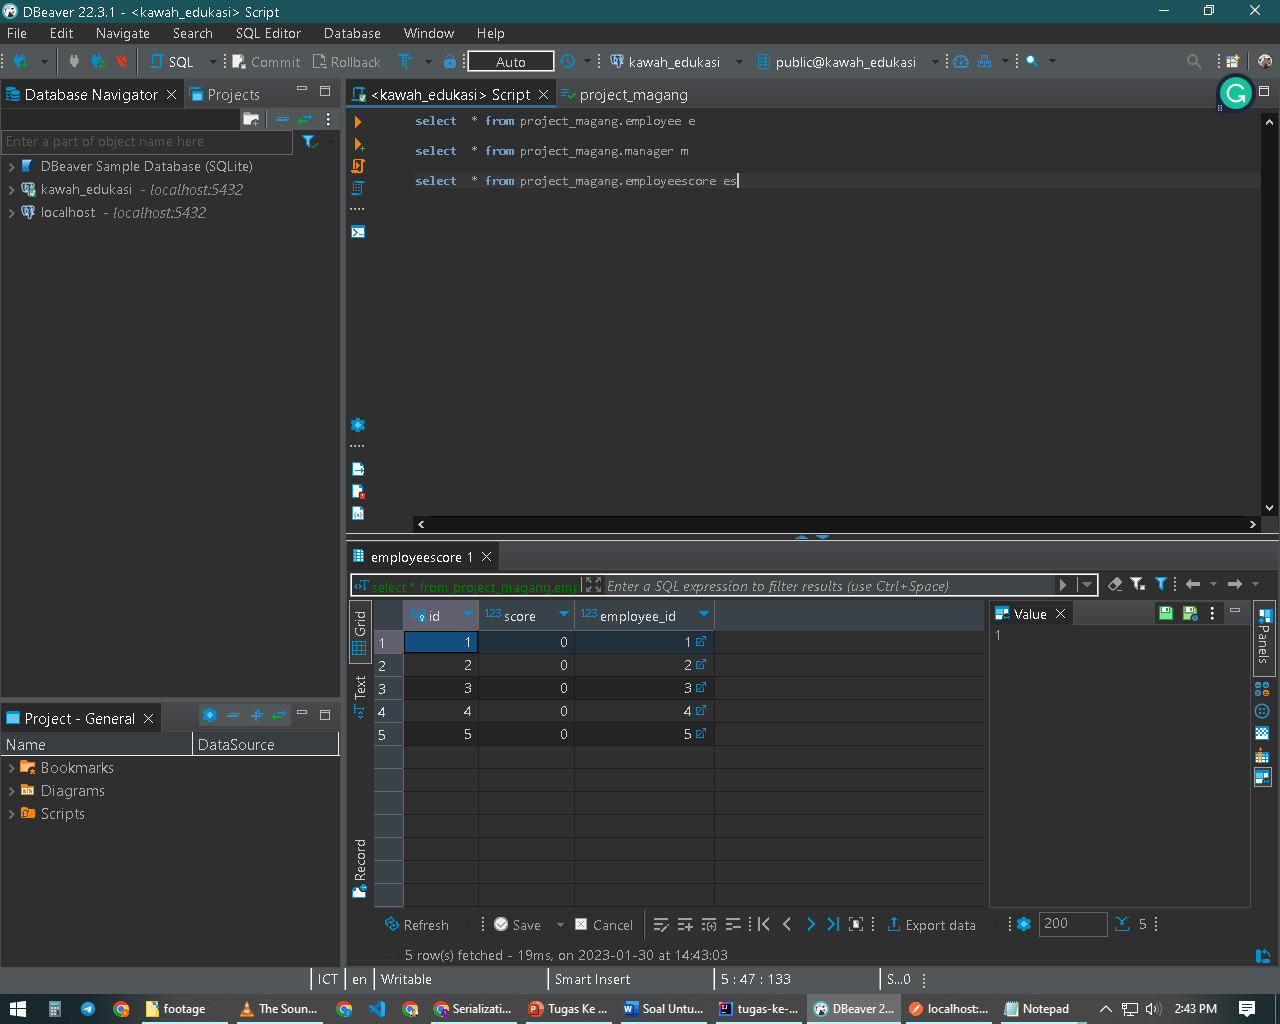 DBeaver 22.3.1 - <kawah_edukasi> Script
File Edit Navigate Search SQL Editor Database Window Help
SQL Commit Rollback Auto kawah_edukasi public@kawah_edukasi
Database Navigator Projects
Enter a part of object name here
DBeaver Sample Database (SQLite)
kawah_edukasi - localhost:5432
localhost - localhost:5432
<kawah_edukasi> Script project_magang
select * from project_magang.employee e
select * from project_magang.manager m
select * from project_magang.employeescore es
Project - General
Name DataSource
Bookmarks
Diagrams
Scripts
employeescore 1
select * from project_magang.emp Enter a SQL expression to filter results (use Ctrl+Space)
Grid
Text
Record
id 123 score 123 employee_id
1 1 0 1
2 2 0 2
3 3 0 3
4 4 0 4
5 5 0 5
Value
1
Panels
Refresh Save Cancel Export data 200 5
5 row(s) fetched - 19ms, on 2023-01-30 at 14:43:03
ICT en Writable Smart Insert 5 : 47 : 133 S...0
footage The Soun... Serializati... Tugas Ke ... Soal Untu... tugas-ke-... DBeaver 2... localhost:... Notepad 2:43 PM